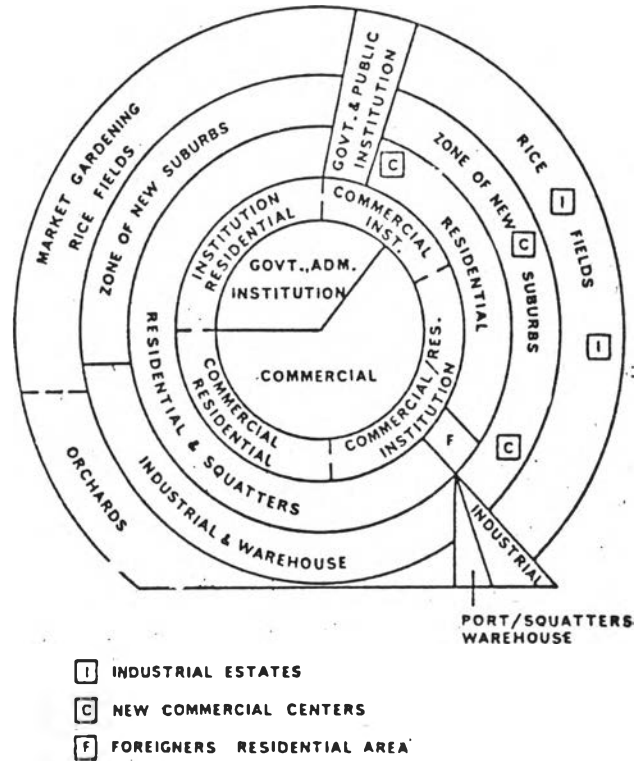 GOVT. & PUBLIC
INSTITUTION
MARKET GARDENING
RICE FIELDS
ZONE OF NEW SUBURBS
INSTITUTION
RESIDENTIAL
COMMERCIAL
INST.
C
RESIDENTIAL
ZONE OF NEW
SUBURBS
C
RICE
I
FIELDS
I
GOVT., ADM.
INSTITUTION
COMMERCIAL
COMMERCIAL
RESIDENTIAL
COMMERCIAL/RES.
INSTITUTION
F
C
RESIDENTIAL & SQUATTERS
INDUSTRIAL & WAREHOUSE
ORCHARDS
INDUSTRIAL
PORT/SQUATTERS
WAREHOUSE
I INDUSTRIAL ESTATES
C NEW COMMERCIAL CENTERS
F FOREIGNERS RESIDENTIAL AREA